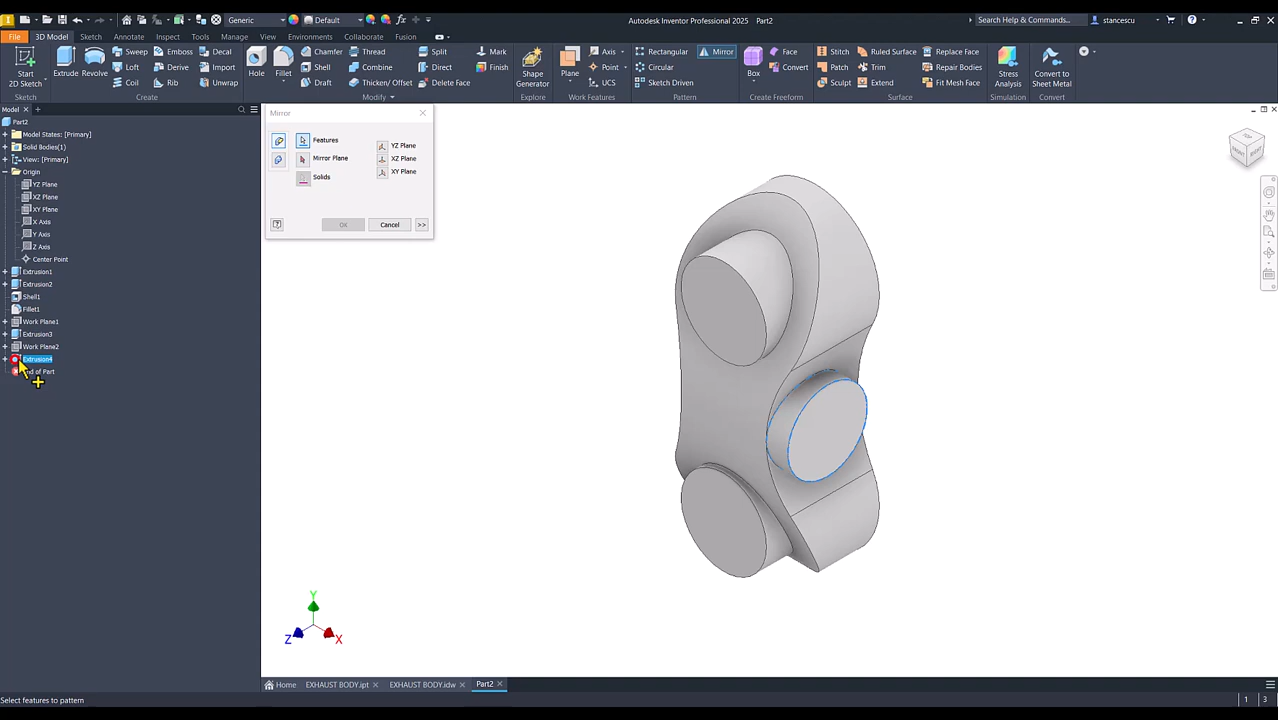 Generic Default Autodesk Inventor Professional 2025 Part2 Search Help & Commands... stancescu
File 3D Model Sketch Annotate Inspect Tools Manage View Environments Collaborate Fusion
Start 2D Sketch
Sketch
Extrude Revolve
Sweep Emboss Decal
Loft Derive Import
Coil Rib Unwrap
Create
Hole Fillet
Chamfer Thread Split Mark
Shell Combine Direct Finish
Draft Thicken/ Offset Delete Face
Modify
Shape Generator
Explore
Plane
Axis
Point
UCS
Work Features
Rectangular Mirror
Circular
Sketch Driven
Pattern
Box Face
Convert
Create Freeform
Stitch Ruled Surface Replace Face
Patch Trim Repair Bodies
Sculpt Extend Fit Mesh Face
Surface
Stress Analysis
Simulation
Convert to Sheet Metal
Convert
Model
Part2
Model States: [Primary]
Solid Bodies(1)
View: [Primary]
Origin
YZ Plane
XZ Plane
XY Plane
X Axis
Y Axis
Z Axis
Center Point
Extrusion1
Extrusion2
Shell1
Fillet1
Work Plane1
Extrusion3
Work Plane2
Extrusion4
d of Part
Mirror
Features
Mirror Plane
Solids
YZ Plane
XZ Plane
XY Plane
OK Cancel >>
TOP
FRONT
Y
Z X
Home EXHAUST BODY.ipt EXHAUST BODY.idw Part2
Select features to pattern 1 3